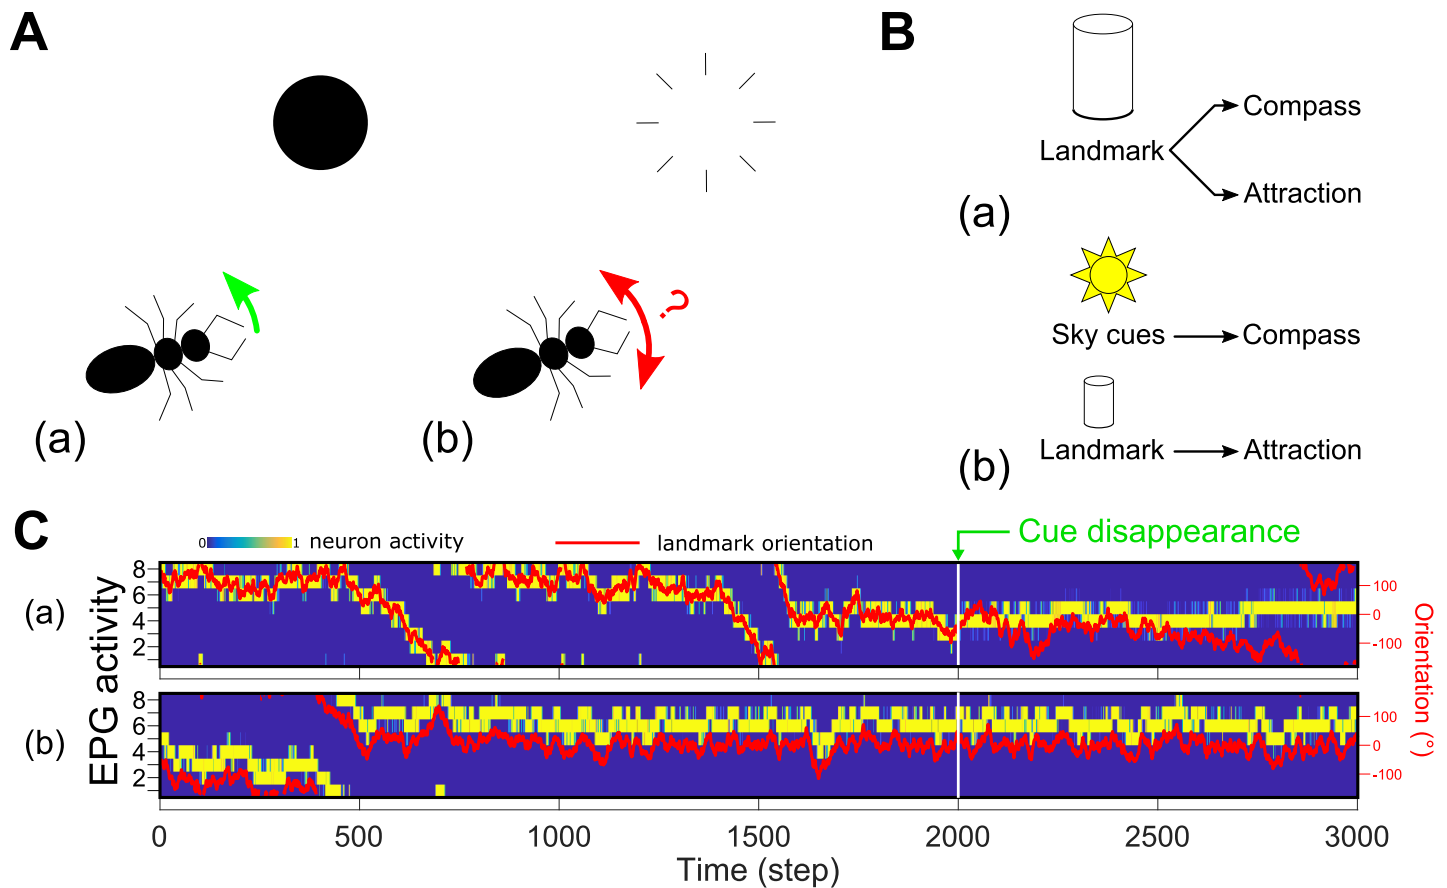 A
(a)
(b)
?
B
Landmark
Compass
Attraction
(a)
Sky cues
Compass
Landmark
Attraction
(b)
C
0
1
neuron activity
landmark orientation
Cue disappearance
EPG activity
(a)
8
6
4
2
100
0
-100
(b)
8
6
4
2
100
0
-100
Orientation (°)
0
500
1000
1500
2000
2500
3000
Time (step)